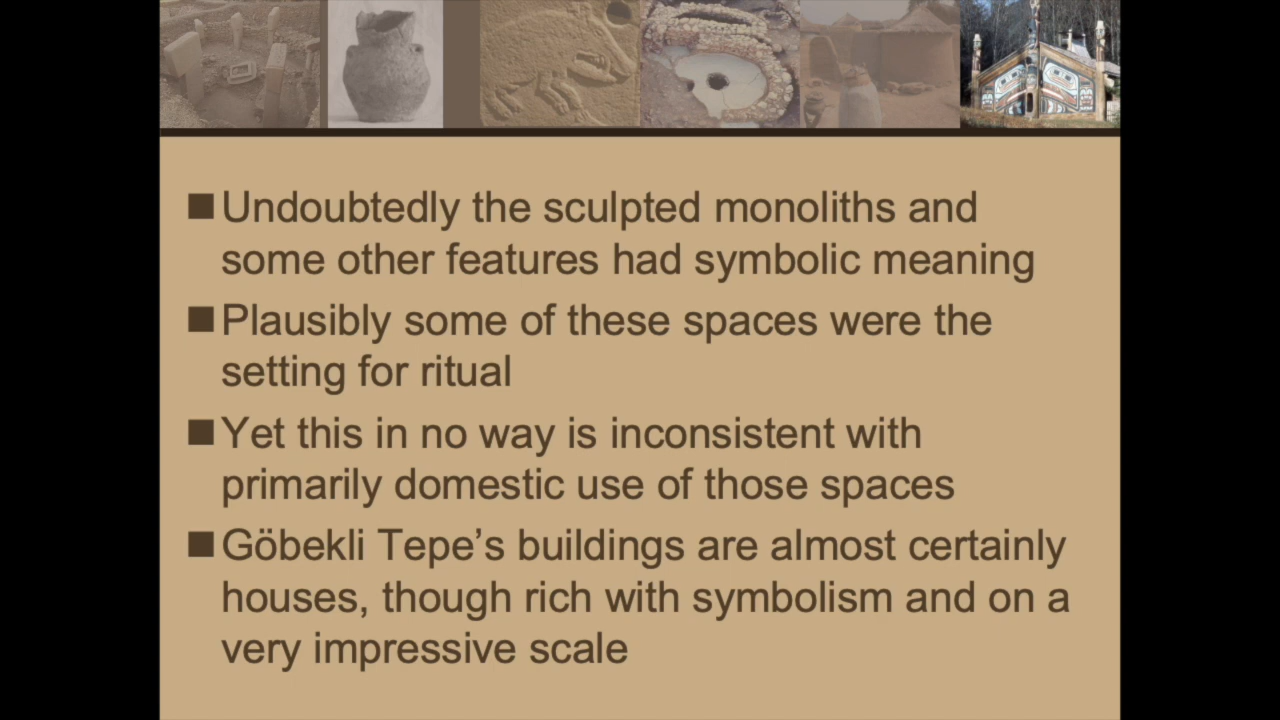 Undoubtedly the sculpted monoliths and
some other features had symbolic meaning
Plausibly some of these spaces were the
setting for ritual
Yet this in no way is inconsistent with
primarily domestic use of those spaces
Göbekli Tepe’s buildings are almost certainly
houses, though rich with symbolism and on a
very impressive scale